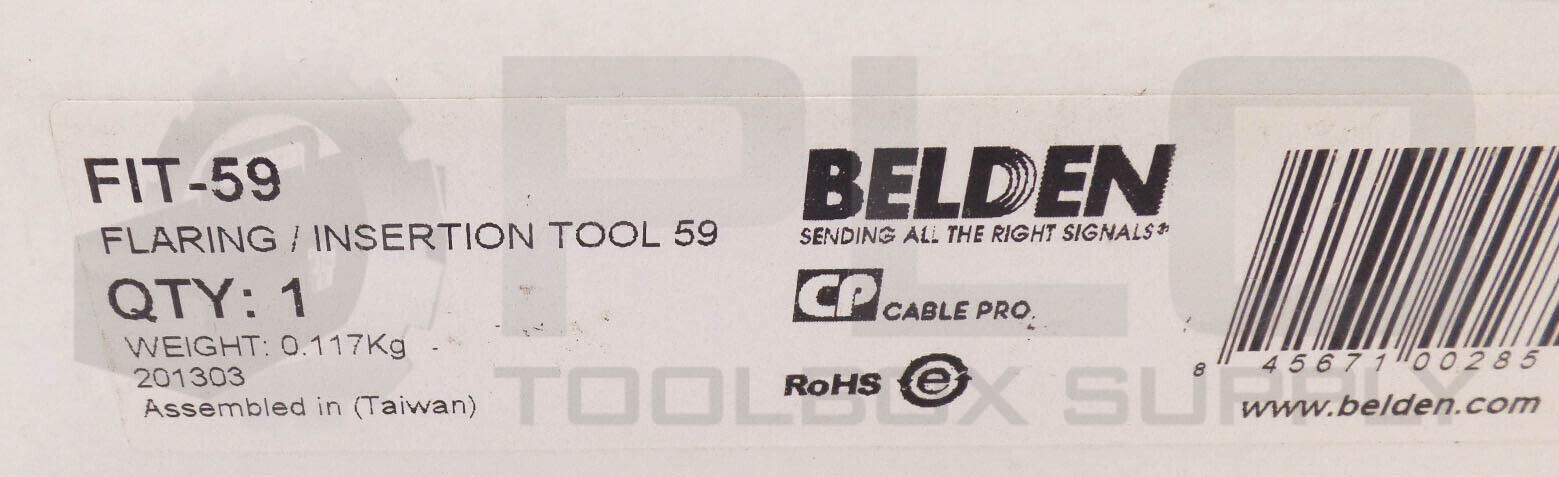 FIT-59
FLARING / INSERTION TOOL 59
QTY: 1
WEIGHT: 0.117Kg
201303
Assembled in (Taiwan)
BELDEN
SENDING ALL THE RIGHT SIGNALS
CP CABLE PRO
RoHS e
8 45671 00285
www.belden.com
PLC
TOOLBOX SUPPLY